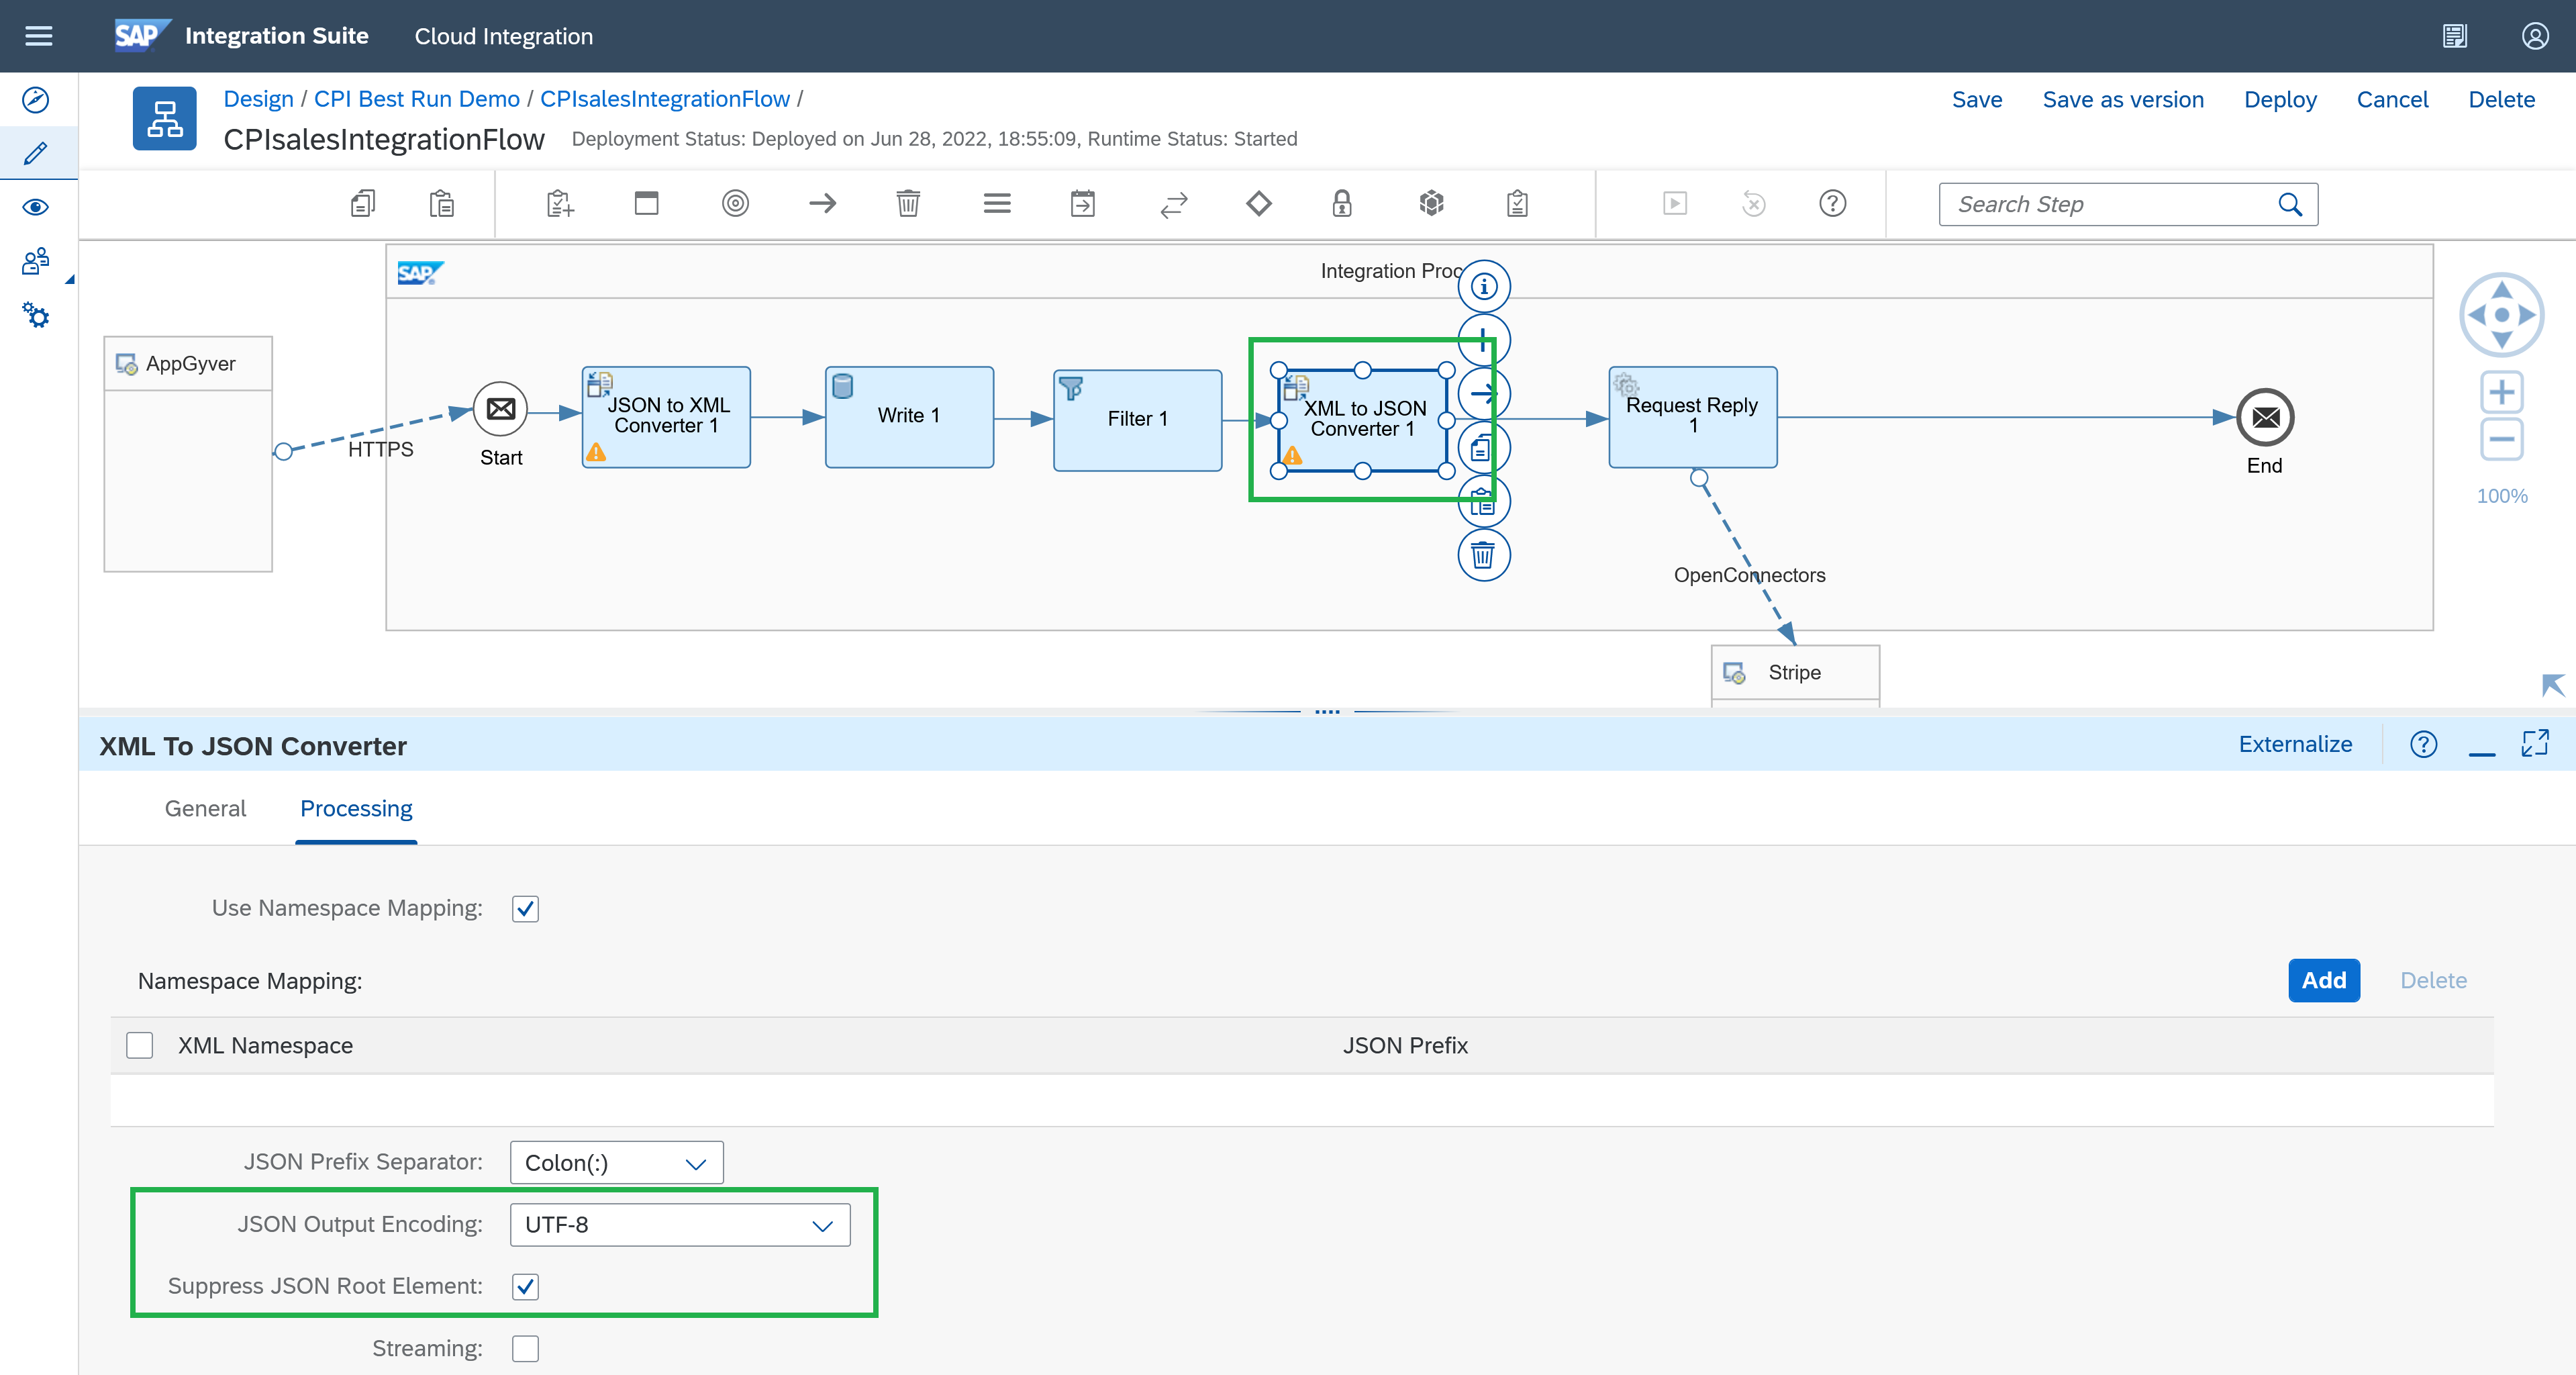 SAP Integration Suite Cloud Integration
Design / CPI Best Run Demo / CPIsalesIntegrationFlow /
Save Save as version Deploy Cancel Delete
CPIsalesIntegrationFlow Deployment Status: Deployed on Jun 28, 2022, 18:55:09, Runtime Status: Started
Search Step
SAP
Integration Proc
AppGyver
HTTPS
Start
JSON to XML
Converter 1
Write 1
Filter 1
XML to JSON
Converter 1
Request Reply
1
End
100%
OpenConnectors
Stripe
XML To JSON Converter
Externalize
General Processing
Use Namespace Mapping:
Namespace Mapping:
Add Delete
XML Namespace JSON Prefix
JSON Prefix Separator: Colon(:)
JSON Output Encoding: UTF-8
Suppress JSON Root Element:
Streaming: